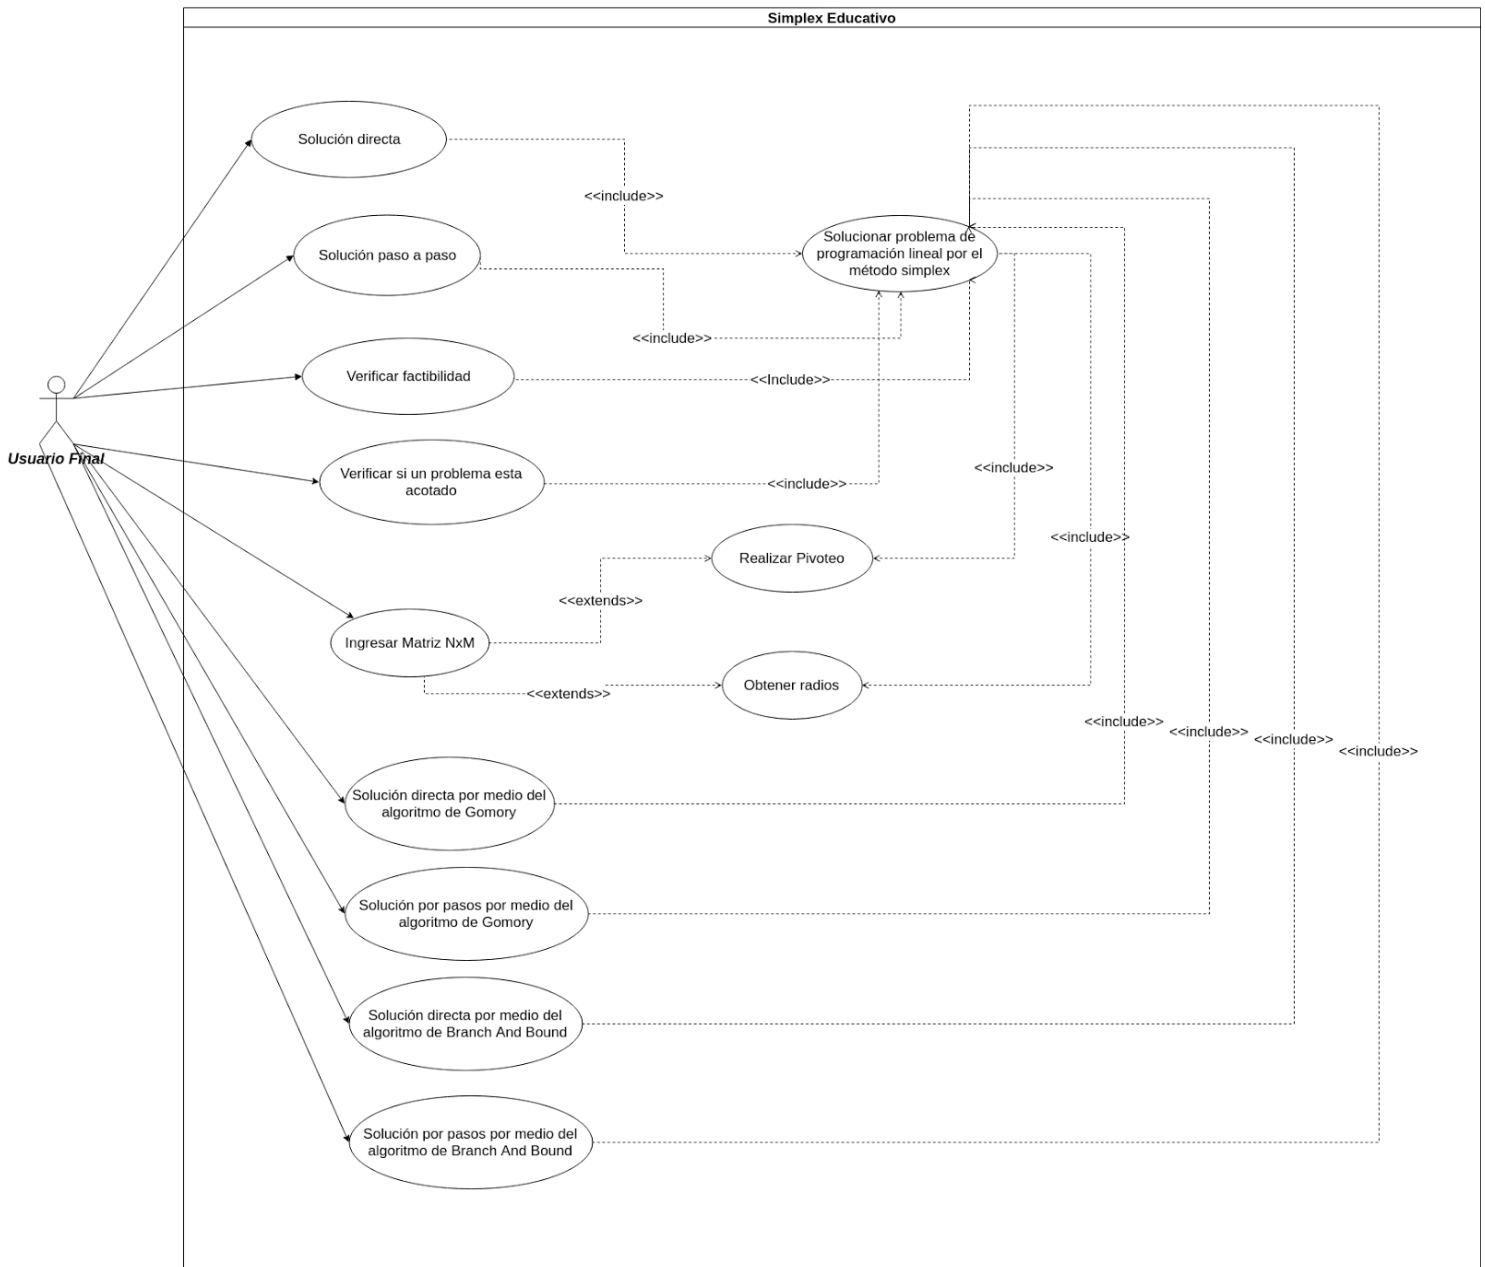 Simplex Educativo
Solución directa
<<include>>
Solución paso a paso
Solucionar problema de
programación lineal por el
método simplex
<<include>>
Verificar factibilidad
<<Include>>
Usuario Final
Verificar si un problema esta
acotado
<<include>>
<<include>>
<<include>>
Realizar Pivoteo
<<extends>>
Ingresar Matriz NxM
Obtener radios
<<extends>>
<<include>>
<<include>>
<<include>>
<<include>>
Solución directa por medio del
algoritmo de Gomory
Solución por pasos por medio del
algoritmo de Gomory
Solución directa por medio del
algoritmo de Branch And Bound
Solución por pasos por medio del
algoritmo de Branch And Bound